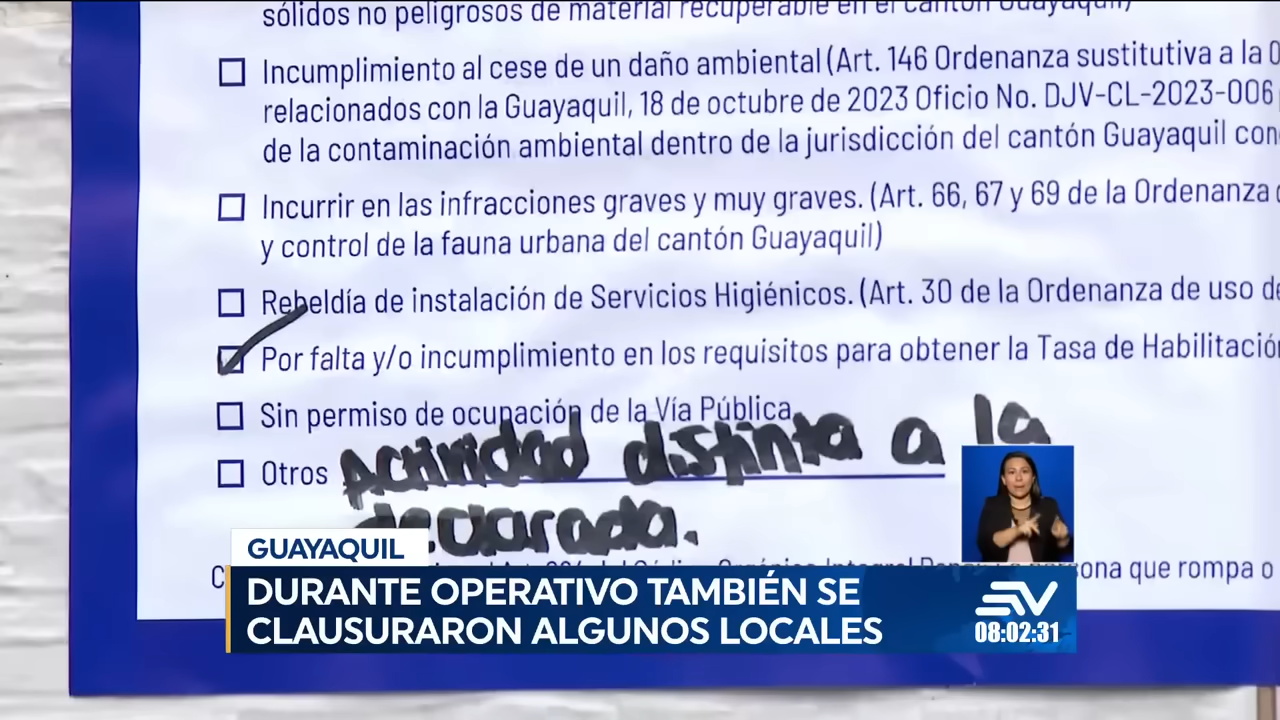 sólidos no peligrosos de material recuperable en el cantón Guayaquil)
Incumplimiento al cese de un daño ambiental (Art. 146 Ordenanza sustitutiva a la
relacionados con la Guayaquil, 18 de octubre de 2023 Oficio No. DJV-CL-2023-006
de la contaminación ambiental dentro de la jurisdicción del cantón Guayaquil con
Incurrir en las infracciones graves y muy graves. (Art. 66, 67 y 69 de la Ordenanza
y control de la fauna urbana del cantón Guayaquil)
Rebeldía de instalación de Servicios Higiénicos. (Art. 30 de la Ordenanza de uso de
Por falta y/o incumplimiento en los requisitos para obtener la Tasa de Habilitación
Sin permiso de ocupación de la Vía Pública
Otros Actividad distinta a la
declarada.
persona que rompa o
GUAYAQUIL
DURANTE OPERATIVO TAMBIÉN SE
CLAUSURARON ALGUNOS LOCALES
08:02:31